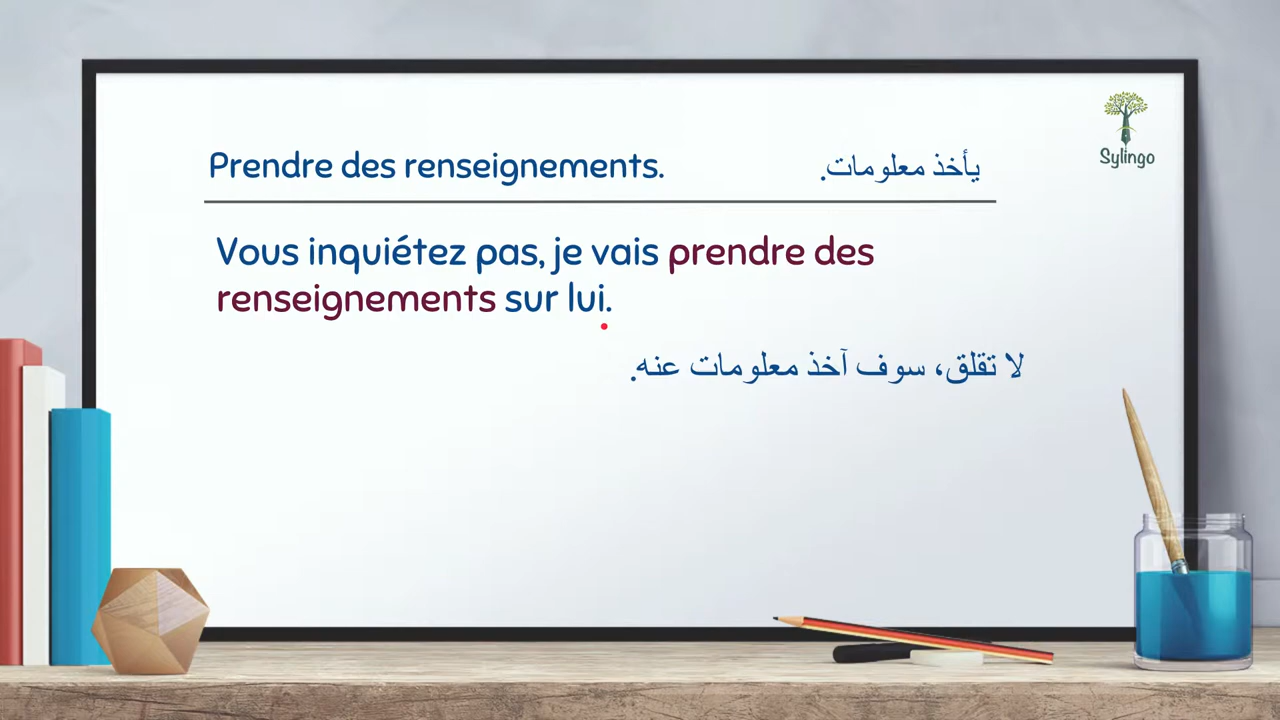 Sylingo
Prendre des renseignements.
يأخذ معلومات.
Vous inquiétez pas, je vais prendre des
renseignements sur lui.
لا تقلق، سوف آخذ معلومات عنه.